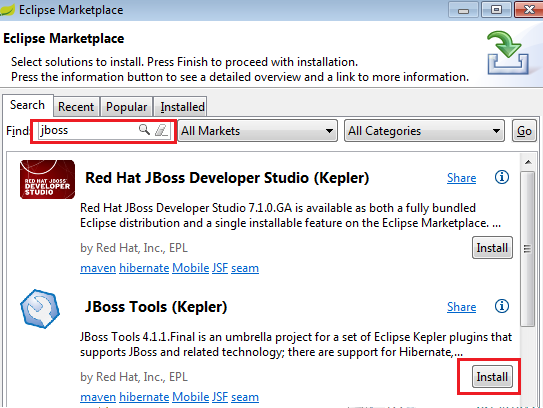 Eclipse Marketplace
Eclipse Marketplace
Select solutions to install. Press Finish to proceed with installation.
Press the information button to see a detailed overview and a link to more information.
Search Recent Popular Installed
Find: jboss All Markets All Categories Go
RED HAT JBOSS DEVELOPER STUDIO
Red Hat JBoss Developer Studio (Kepler) Share
Red Hat JBoss Developer Studio 7.1.0.GA is available as both a fully bundled
Eclipse distribution and a single installable feature on the Eclipse Marketplace. ...
by Red Hat, Inc., EPL Install
maven hibernate Mobile JSF seam
JBoss Tools (Kepler) Share
JBoss Tools 4.1.1.Final is an umbrella project for a set of Eclipse Kepler plugins that
supports JBoss and related technology; there are support for Hibernate,...
by Red Hat, Inc., EPL Install
maven hibernate Mobile JSF seam